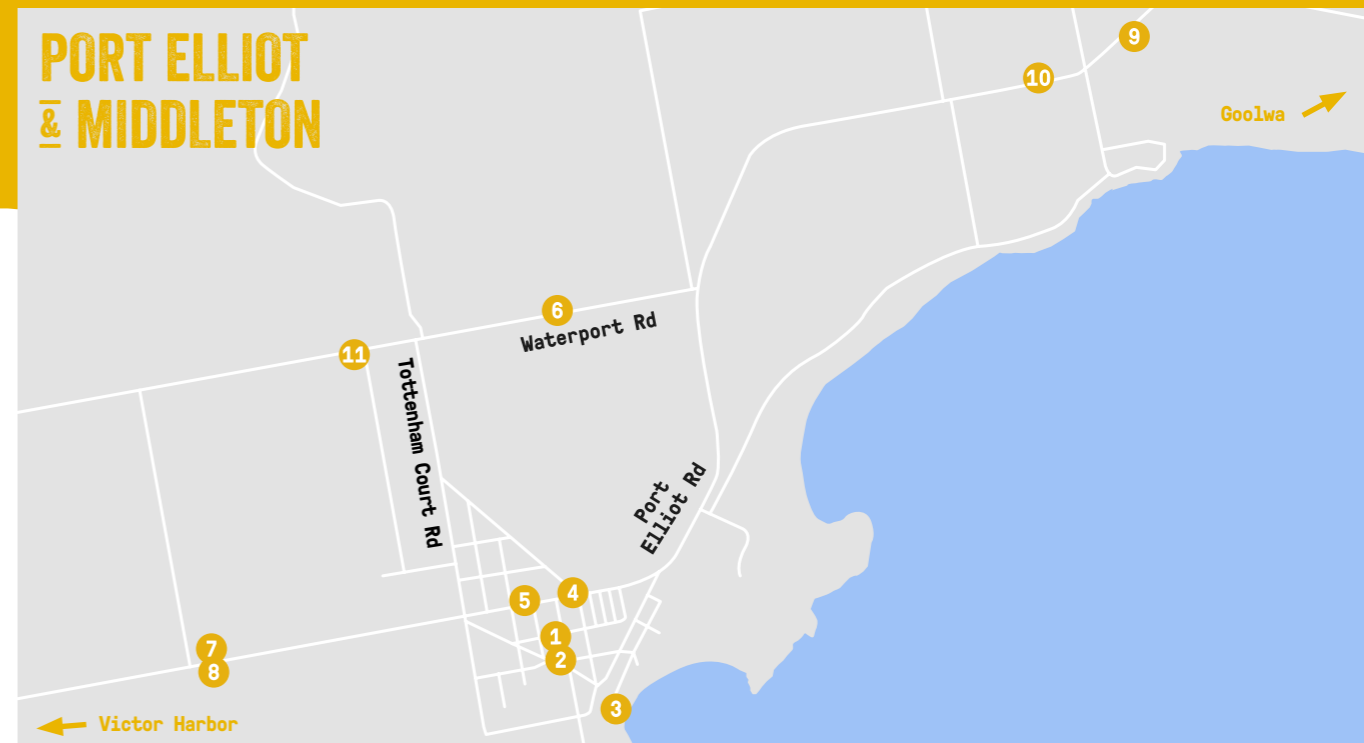 PORT ELLIOT
& MIDDLETON
9
10
Goolwa
6
Waterport Rd
11
Tottenham Court Rd
Port
Elliot Rd
4
5
1
2
7
8
3
Victor Harbor